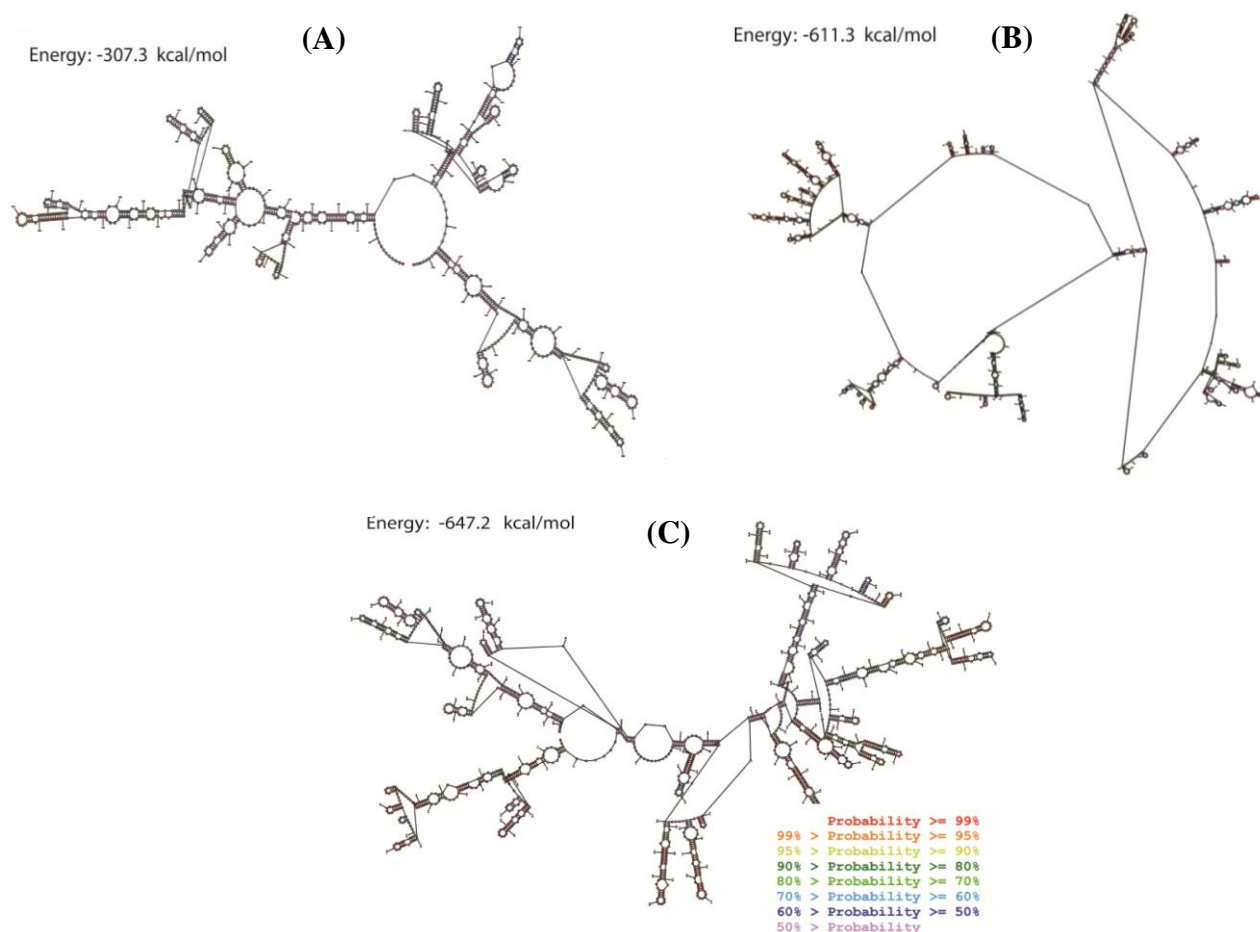 (A)
Energy: -307.3 kcal/mol
Energy: -611.3 kcal/mol
(B)
Energy: -647.2 kcal/mol
(C)
Probability >= 99%
99% > Probability >= 95%
95% > Probability >= 90%
90% > Probability >= 80%
80% > Probability >= 70%
70% > Probability >= 60%
60% > Probability >= 50%
50% > Probability